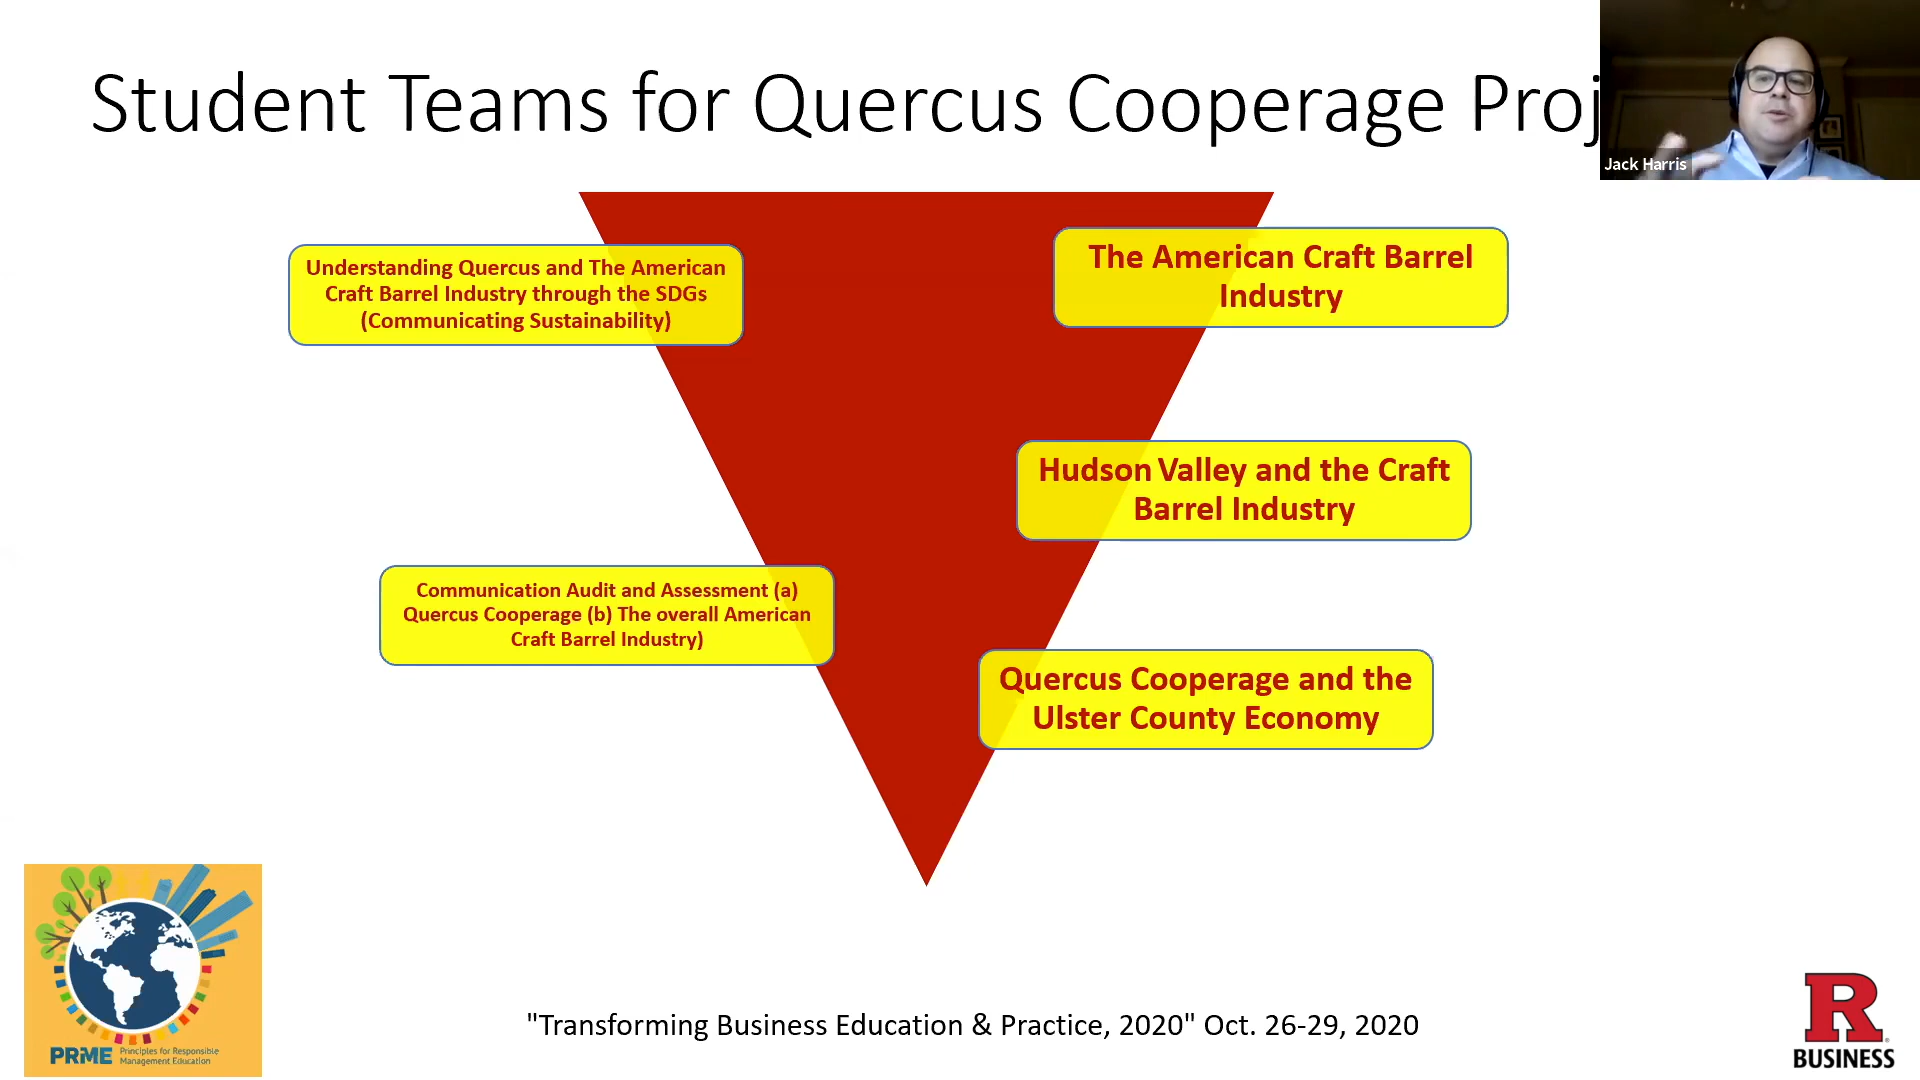 Student Teams for Quercus Cooperage Proj
Jack Harris
Understanding Quercus and The American
Craft Barrel Industry through the SDGs
(Communicating Sustainability)
The American Craft Barrel
Industry
Hudson Valley and the Craft
Barrel Industry
Communication Audit and Assessment (a)
Quercus Cooperage (b) The overall American
Craft Barrel Industry)
Quercus Cooperage and the
Ulster County Economy
PRiME Principles for Responsible
Management Education
"Transforming Business Education & Practice, 2020" Oct. 26-29, 2020
R
BUSINESS